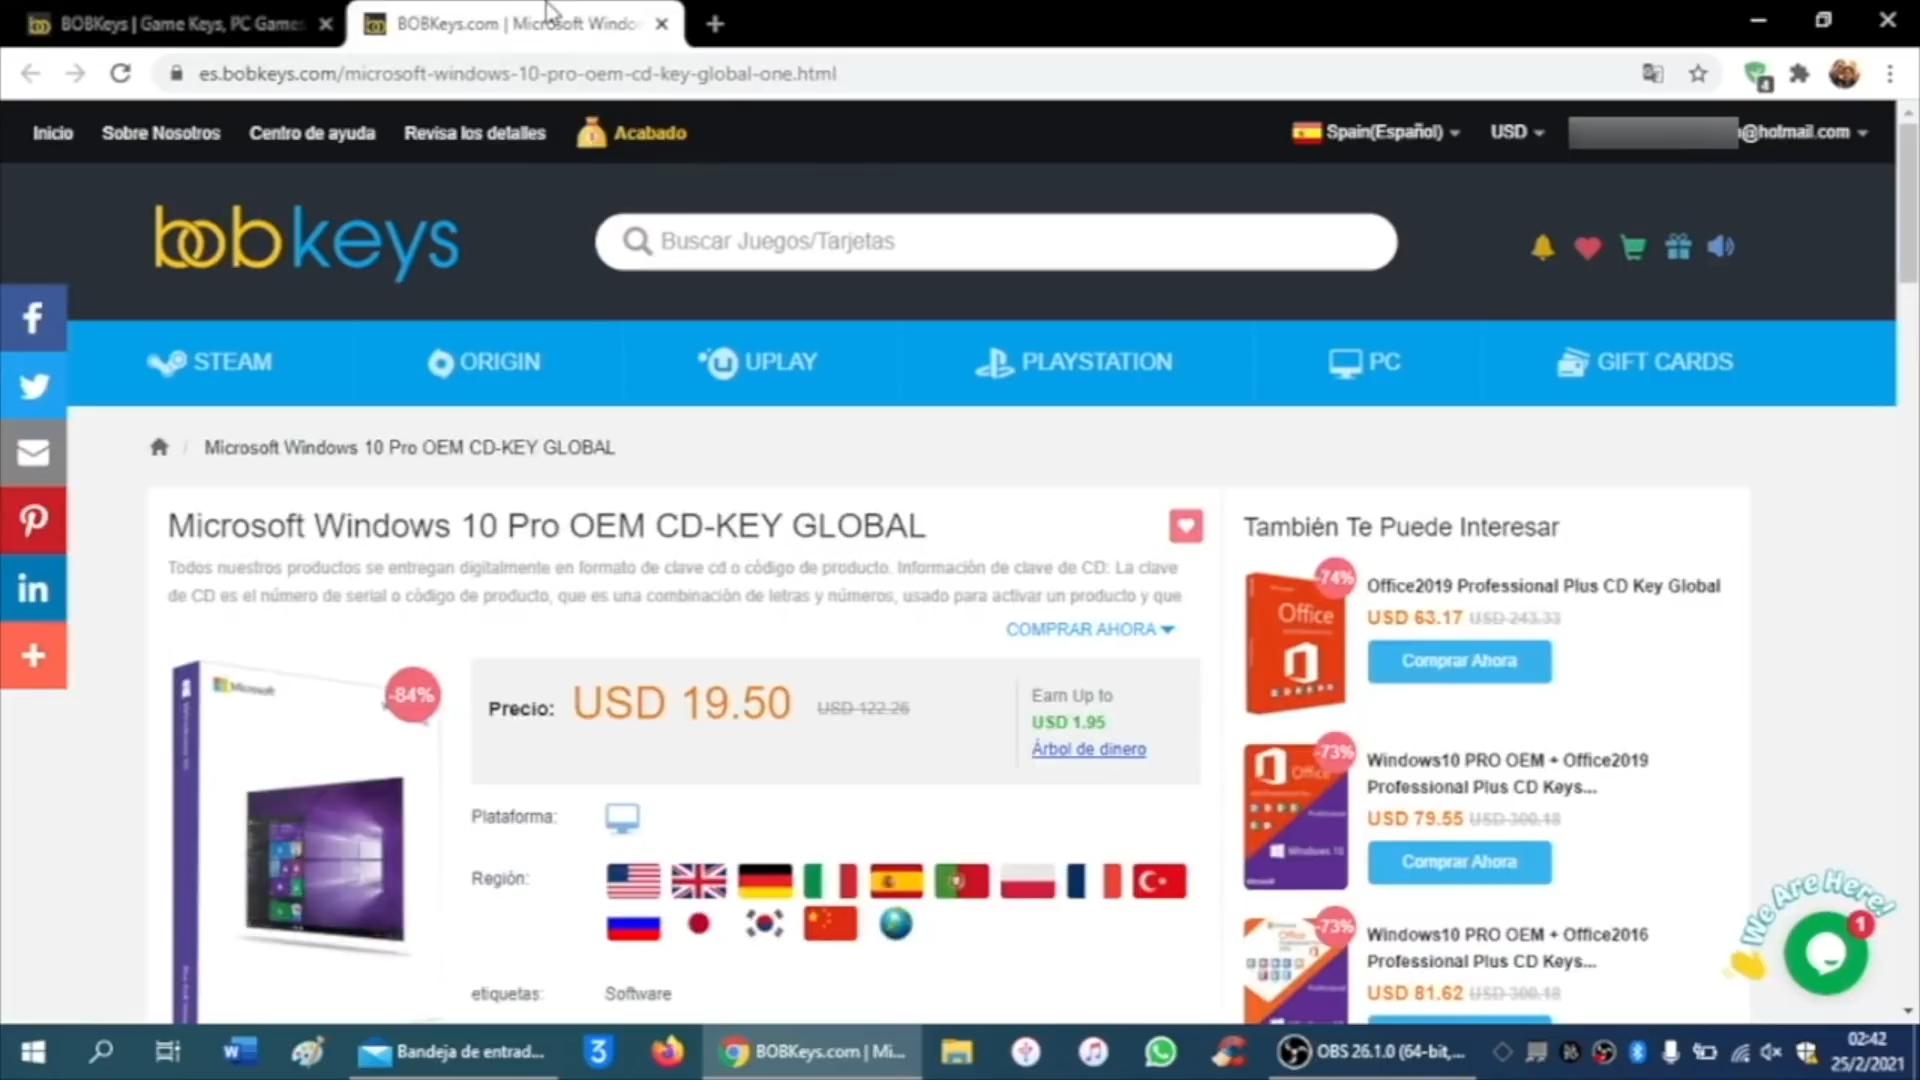 BOBKeys | Game Keys, PC Games
BOBKeys.com | Microsoft Windo
es.bobkeys.com/microsoft-windows-10-pro-oem-cd-key-global-one.html
4
Inicio
Sobre Nosotros
Centro de ayuda
Revisa los detalles
Acabado
Spain(Español)
USD
@hotmail.com
bobkeys
Buscar Juegos/Tarjetas
STEAM
ORIGIN
UPLAY
PLAYSTATION
PC
GIFT CARDS
/ Microsoft Windows 10 Pro OEM CD-KEY GLOBAL
Microsoft Windows 10 Pro OEM CD-KEY GLOBAL
Todos nuestros productos se entregan digitalmente en formato de clave cd o código de producto. Información de clave de CD: La clave
de CD es el número de serial o código de producto, que es una combinación de letras y números, usado para activar un producto y que
COMPRAR AHORA
Microsoft
-84%
Precio: USD 19.50 USD 122.26
Earn Up to
USD 1.95
Árbol de dinero
Plataforma:
Región:
etiquetas: Software
También Te Puede Interesar
-74%
Office
Office2019 Professional Plus CD Key Global
USD 63.17 USD 243.33
Comprar Ahora
-73%
Office
Windows 10
Windows10 PRO OEM + Office2019
Professional Plus CD Keys...
USD 79.55 USD 300.18
Comprar Ahora
-73%
Office
Windows10 PRO OEM + Office2016
Professional Plus CD Keys...
USD 81.62 USD 300.18
We Are Here!
1
Bandeja de entrad...
BOBKeys.com | Mi...
OBS 26.1.0 (64-bit,...
02:42
25/2/2021